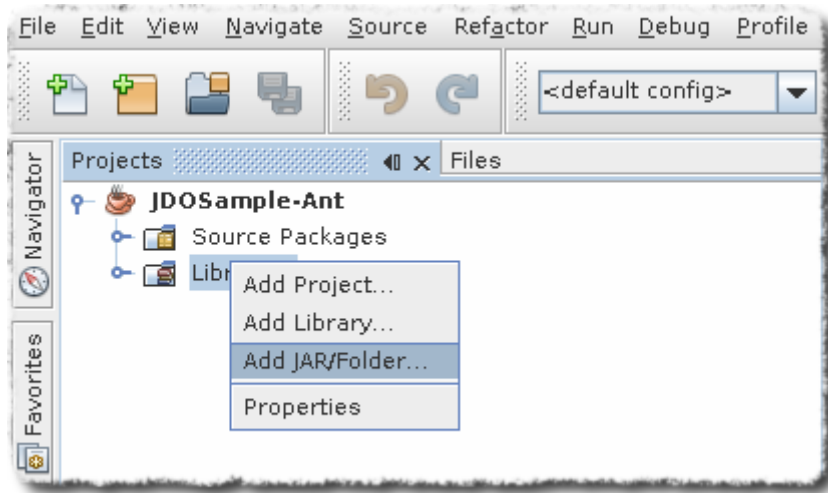 File Edit View Navigate Source Refactor Run Debug Profile
<default config>
Navigator
Favorites
Projects
Files
JDOSample-Ant
Source Packages
Add Project...
Add Library...
Add JAR/Folder...
Properties